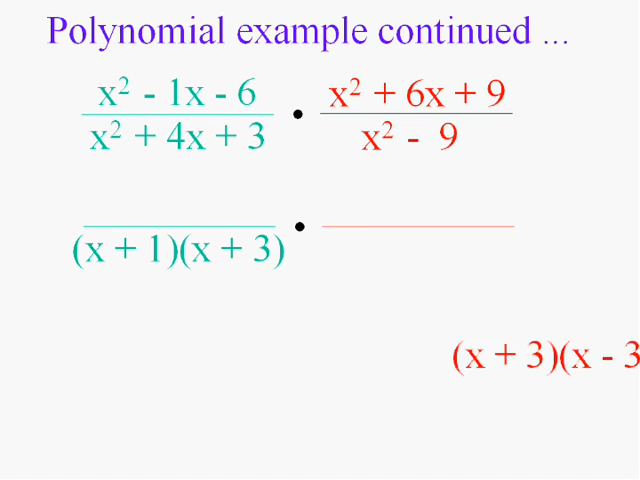 Polynomial example continued ...
x² - 1x - 6 • x² + 6x + 9
x² + 4x + 3 x² - 9
•
(x + 1)(x + 3)
(x + 3)(x - 3